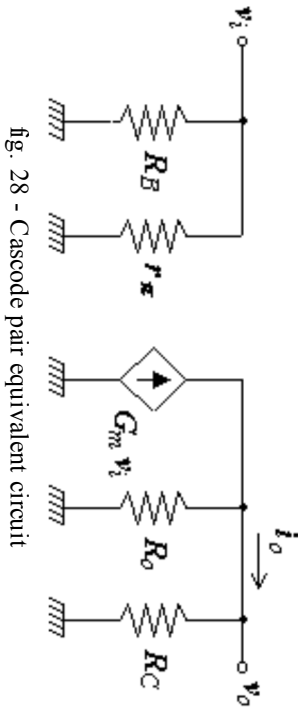 v_i
R_B
r_π
G_m v_i
R_o
i_o
R_C
v_o
fig. 28 - Cascode pair equivalent circuit